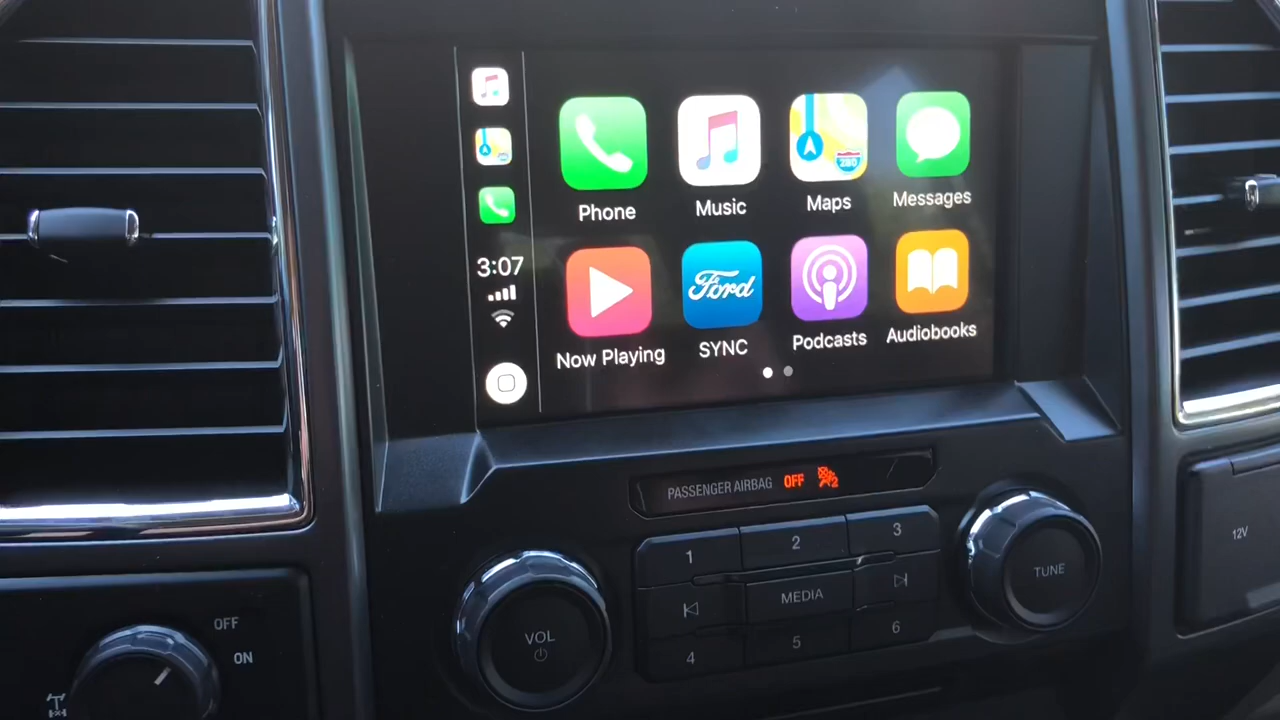 Phone
Music
Maps
280
Messages
3:07
Now Playing
Ford
SYNC
Podcasts
Audiobooks
PASSENGER AIRBAG OFF
2
1
2
3
MEDIA
4
5
6
VOL
TUNE
12V
OFF
ON